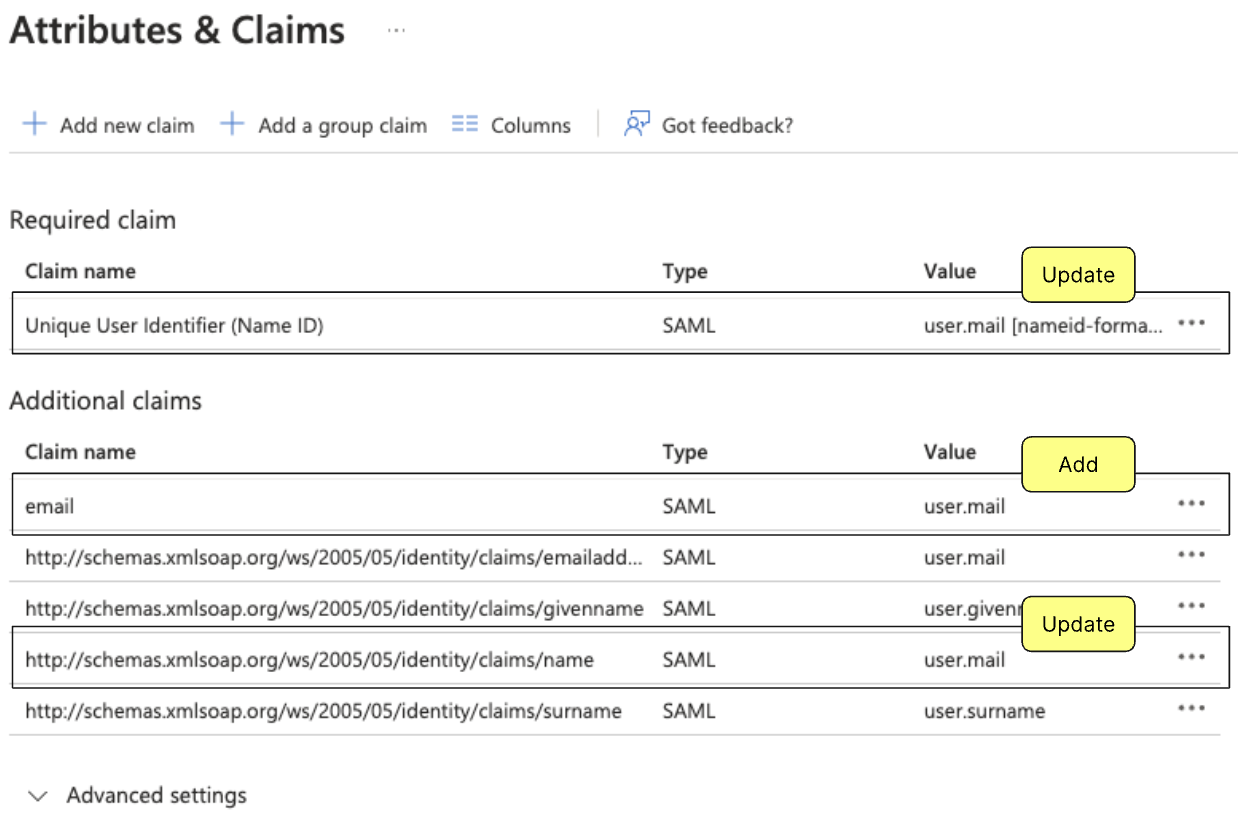 Attributes & Claims ...
Add new claim Add a group claim Columns Got feedback?
Required claim
Claim name Type Value Update
Unique User Identifier (Name ID) SAML user.mail [nameid-forma... ...
Additional claims
Claim name Type Value Add
email SAML user.mail ...
http://schemas.xmlsoap.org/ws/2005/05/identity/claims/emailadd... SAML user.mail ...
http://schemas.xmlsoap.org/ws/2005/05/identity/claims/givenname SAML user.given ...
Update
http://schemas.xmlsoap.org/ws/2005/05/identity/claims/name SAML user.mail ...
http://schemas.xmlsoap.org/ws/2005/05/identity/claims/surname SAML user.surname ...
Advanced settings